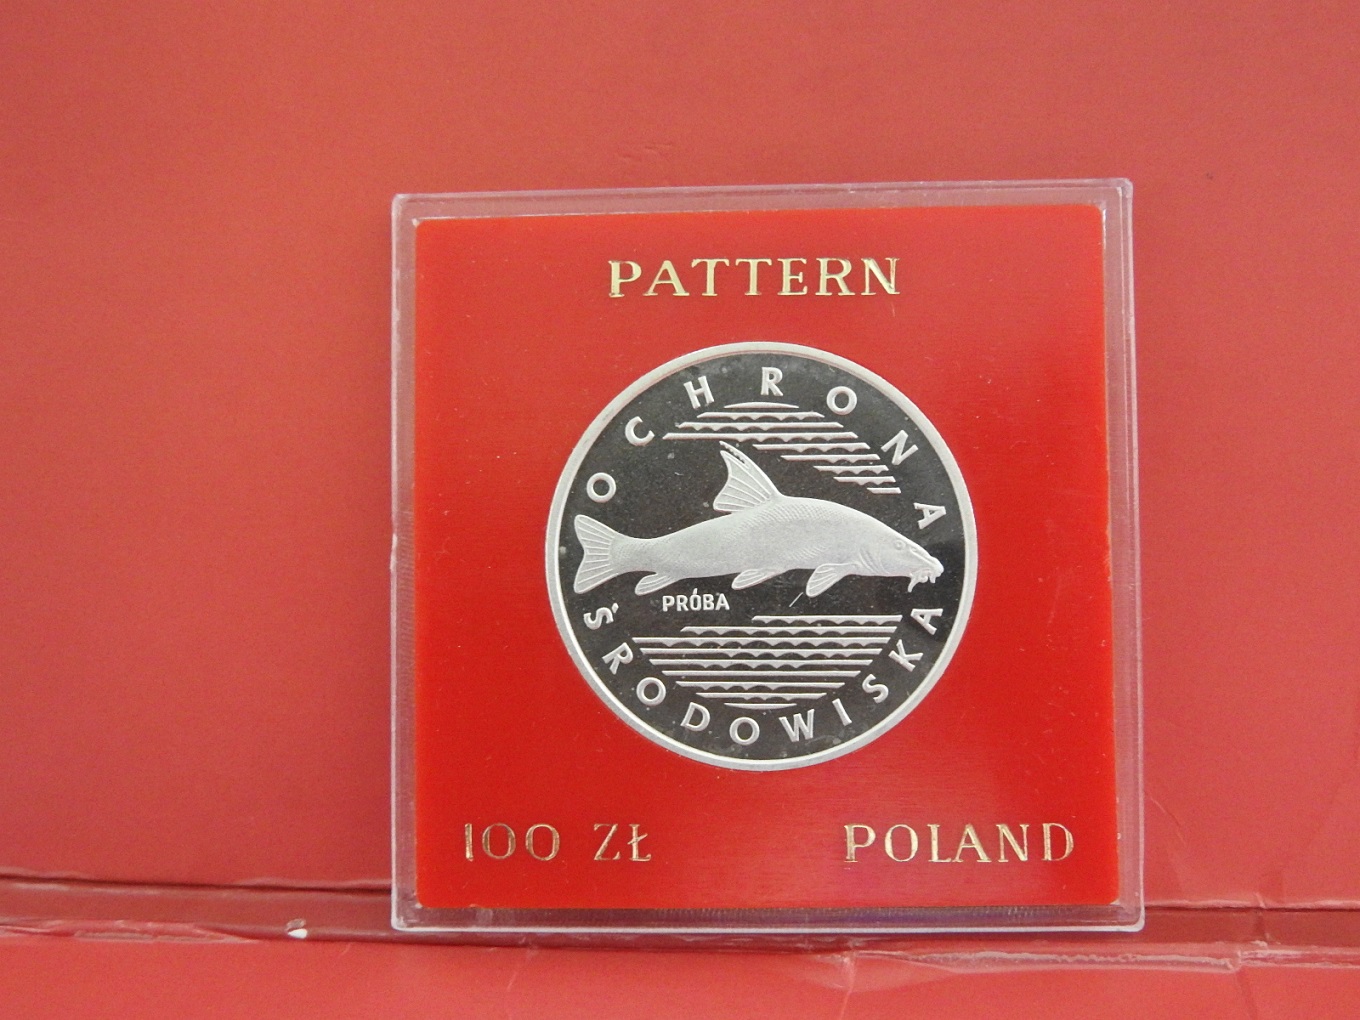 PATTERN
OCHRONA
PRÓBA
ŚRODOWISKA
100 ZŁ POLAND